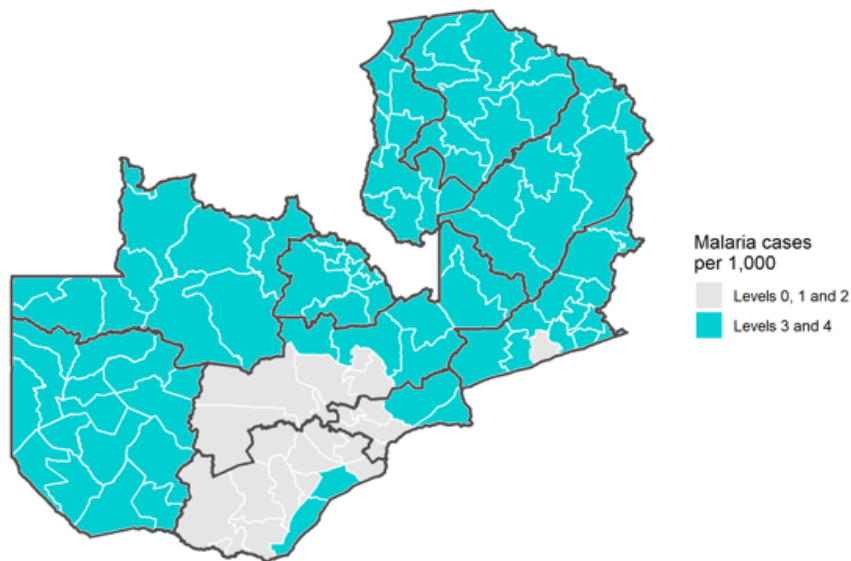 Malaria cases
per 1,000
Levels 0, 1 and 2
Levels 3 and 4